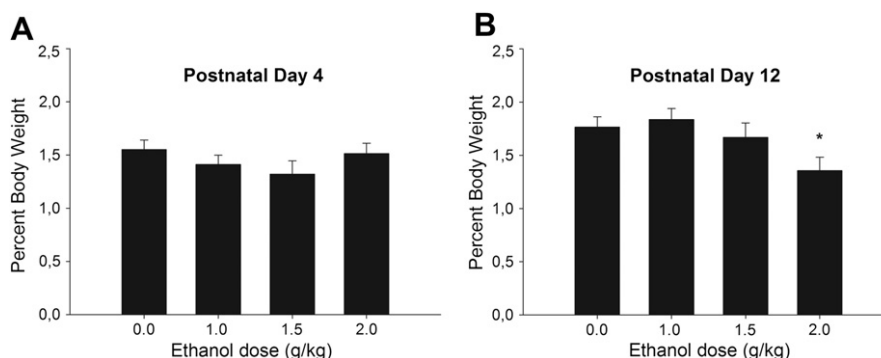 A
Postnatal Day 4
Percent Body Weight
2,5
2,0
1,5
1,0
0,5
0,0
0.0 1.0 1.5 2.0
Ethanol dose (g/kg)
B
Postnatal Day 12
Percent Body Weight
2,5
2,0
1,5
1,0
0,5
0,0
*
0.0 1.0 1.5 2.0
Ethanol dose (g/kg)